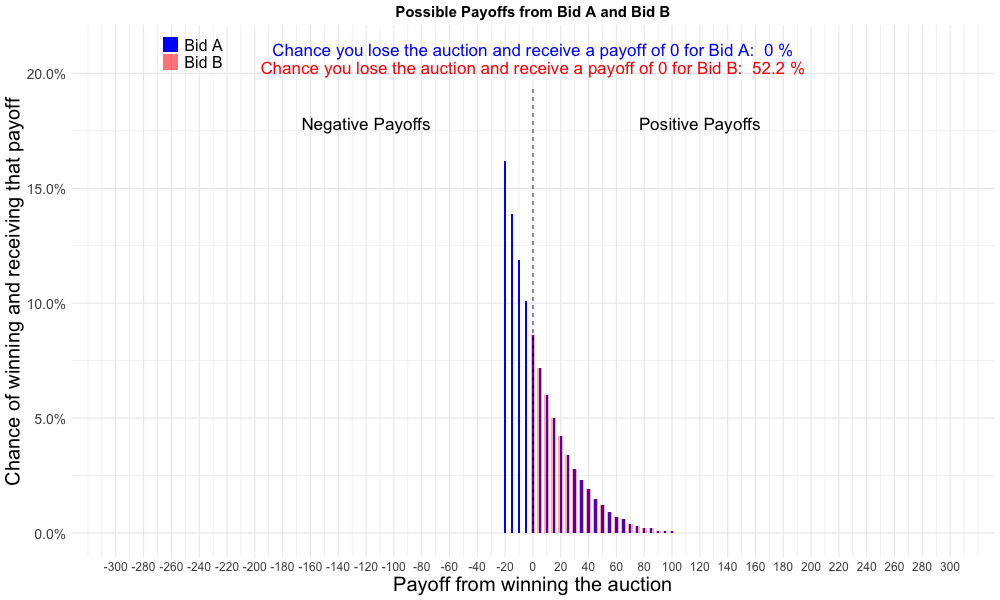 Possible Payoffs from Bid A and Bid B
Bid A
Bid B
Chance you lose the auction and receive a payoff of 0 for Bid A:  0 %
Chance you lose the auction and receive a payoff of 0 for Bid B:  52.2 %
Negative Payoffs
Positive Payoffs
Chance of winning and receiving that payoff
20.0%
15.0%
10.0%
5.0%
0.0%
-300 -280 -260 -240 -220 -200 -180 -160 -140 -120 -100 -80 -60 -40 -20 0 20 40 60 80 100 120 140 160 180 200 220 240 260 280 300
Payoff from winning the auction